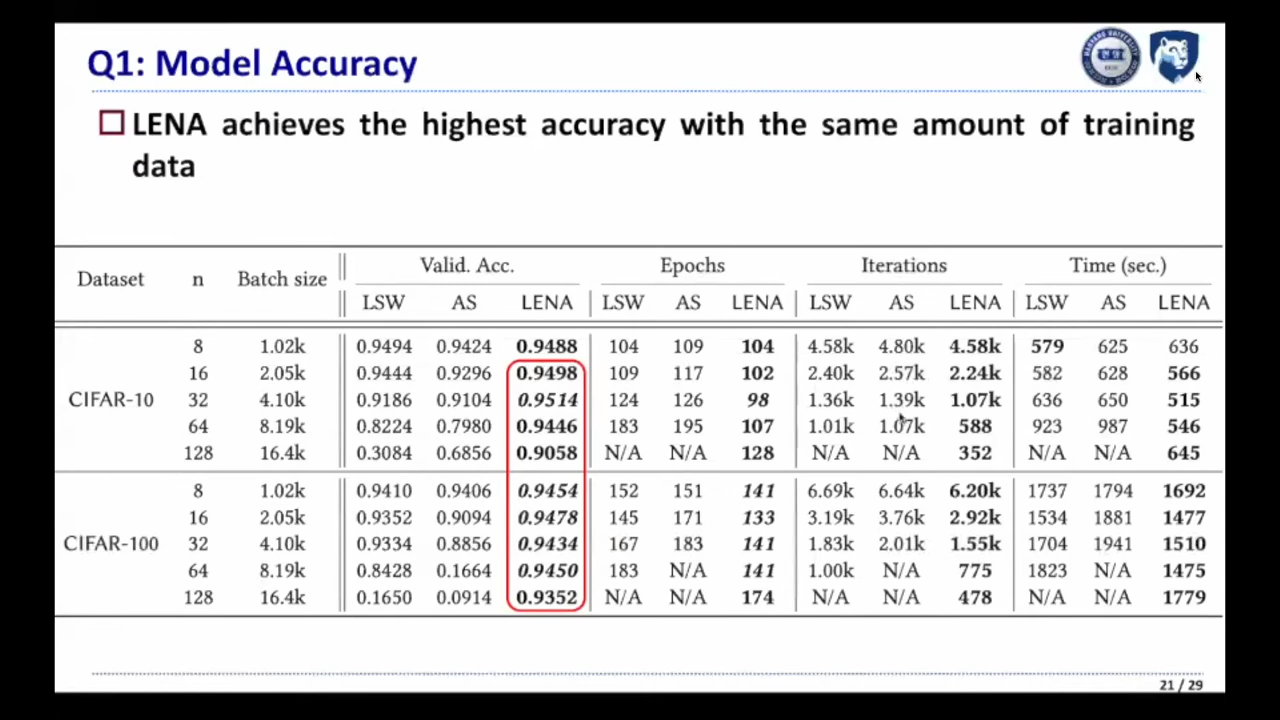 Q1: Model Accuracy
LENA achieves the highest accuracy with the same amount of training
data
Dataset n Batch size Valid. Acc. Epochs Iterations Time (sec.)
LSW AS LENA LSW AS LENA LSW AS LENA LSW AS LENA
8 1.02k 0.9494 0.9424 0.9488 104 109 104 4.58k 4.80k 4.58k 579 625 636
16 2.05k 0.9444 0.9296 0.9498 109 117 102 2.40k 2.57k 2.24k 582 628 566
CIFAR-10 32 4.10k 0.9186 0.9104 0.9514 124 126 98 1.36k 1.39k 1.07k 636 650 515
64 8.19k 0.8224 0.7980 0.9446 183 195 107 1.01k 1.07k 588 923 987 546
128 16.4k 0.3084 0.6856 0.9058 N/A N/A 128 N/A N/A 352 N/A N/A 645
8 1.02k 0.9410 0.9406 0.9454 152 151 141 6.69k 6.64k 6.20k 1737 1794 1692
16 2.05k 0.9352 0.9094 0.9478 145 171 133 3.19k 3.76k 2.92k 1534 1881 1477
CIFAR-100 32 4.10k 0.9334 0.8856 0.9434 167 183 141 1.83k 2.01k 1.55k 1704 1941 1510
64 8.19k 0.8428 0.1664 0.9450 183 N/A 141 1.00k N/A 775 1823 N/A 1475
128 16.4k 0.1650 0.0914 0.9352 N/A N/A 174 N/A N/A 478 N/A N/A 1779
21 / 29